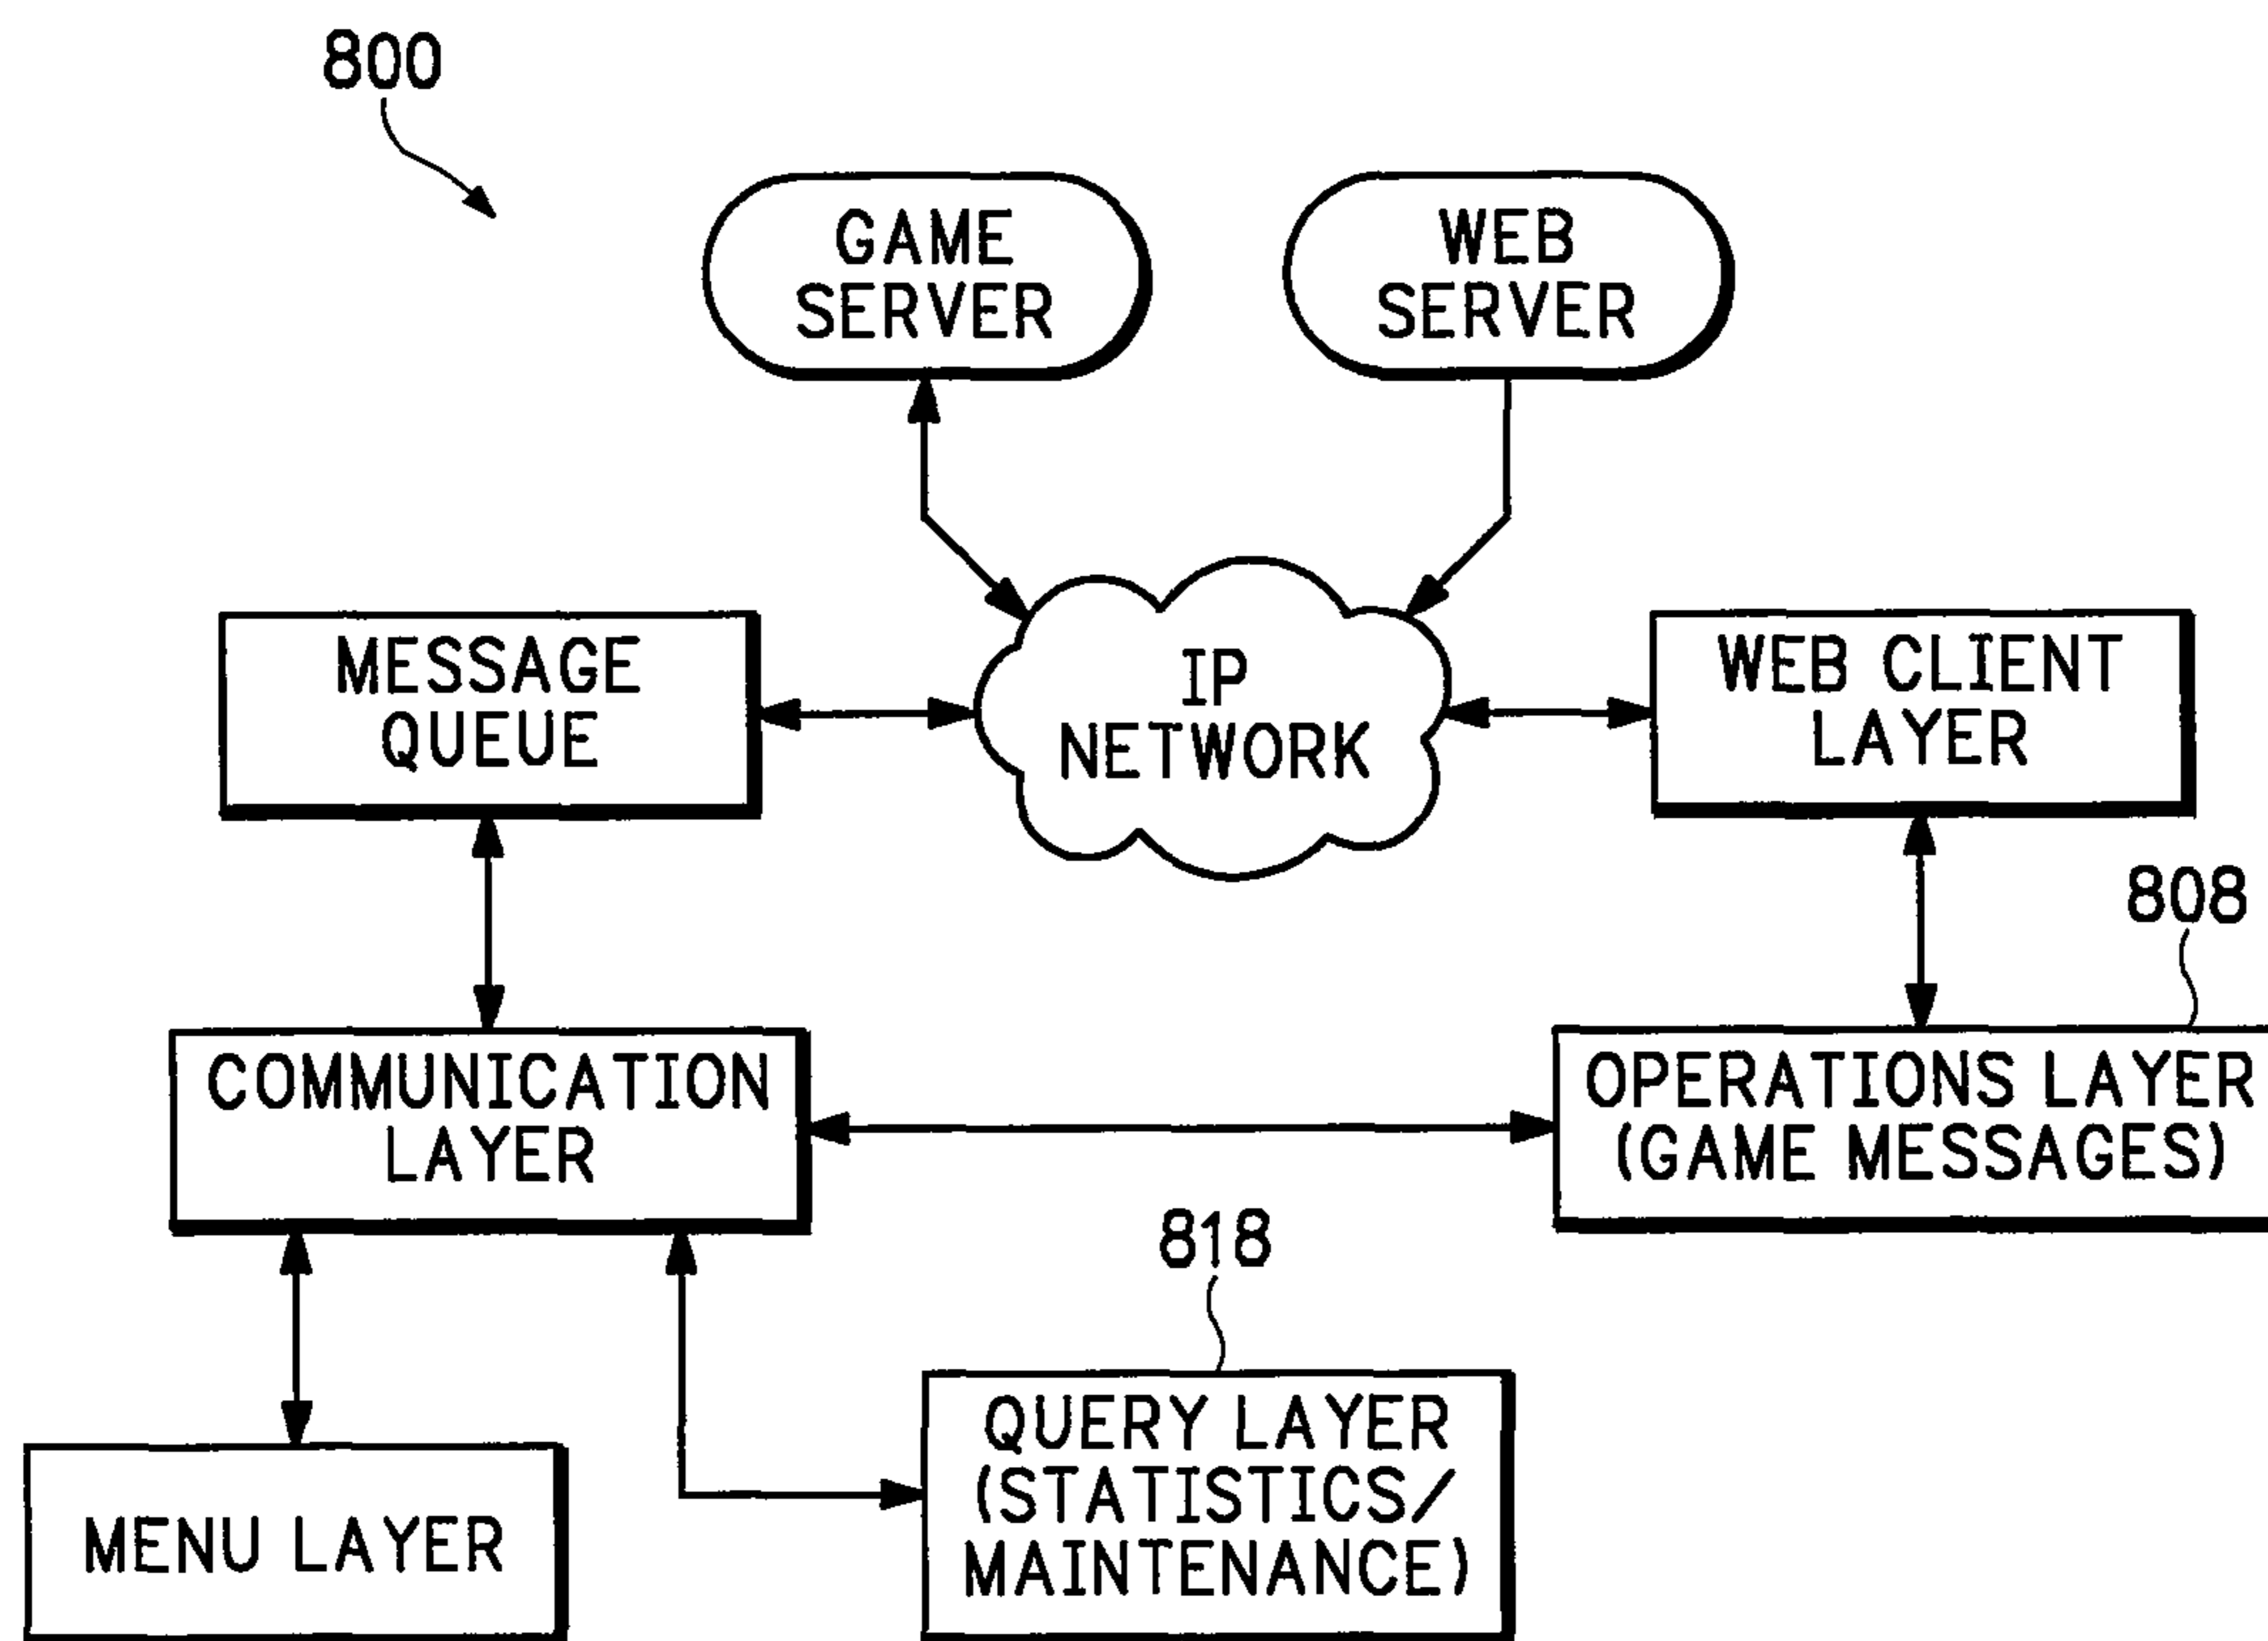 800
GAME
SERVER
WEB
SERVER
MESSAGE
QUEUE
IP
NETWORK
WEB CLIENT
LAYER
808
COMMUNICATION
LAYER
OPERATIONS LAYER
(GAME MESSAGES)
818
MENU LAYER
QUERY LAYER
(STATISTICS/
MAINTENANCE)